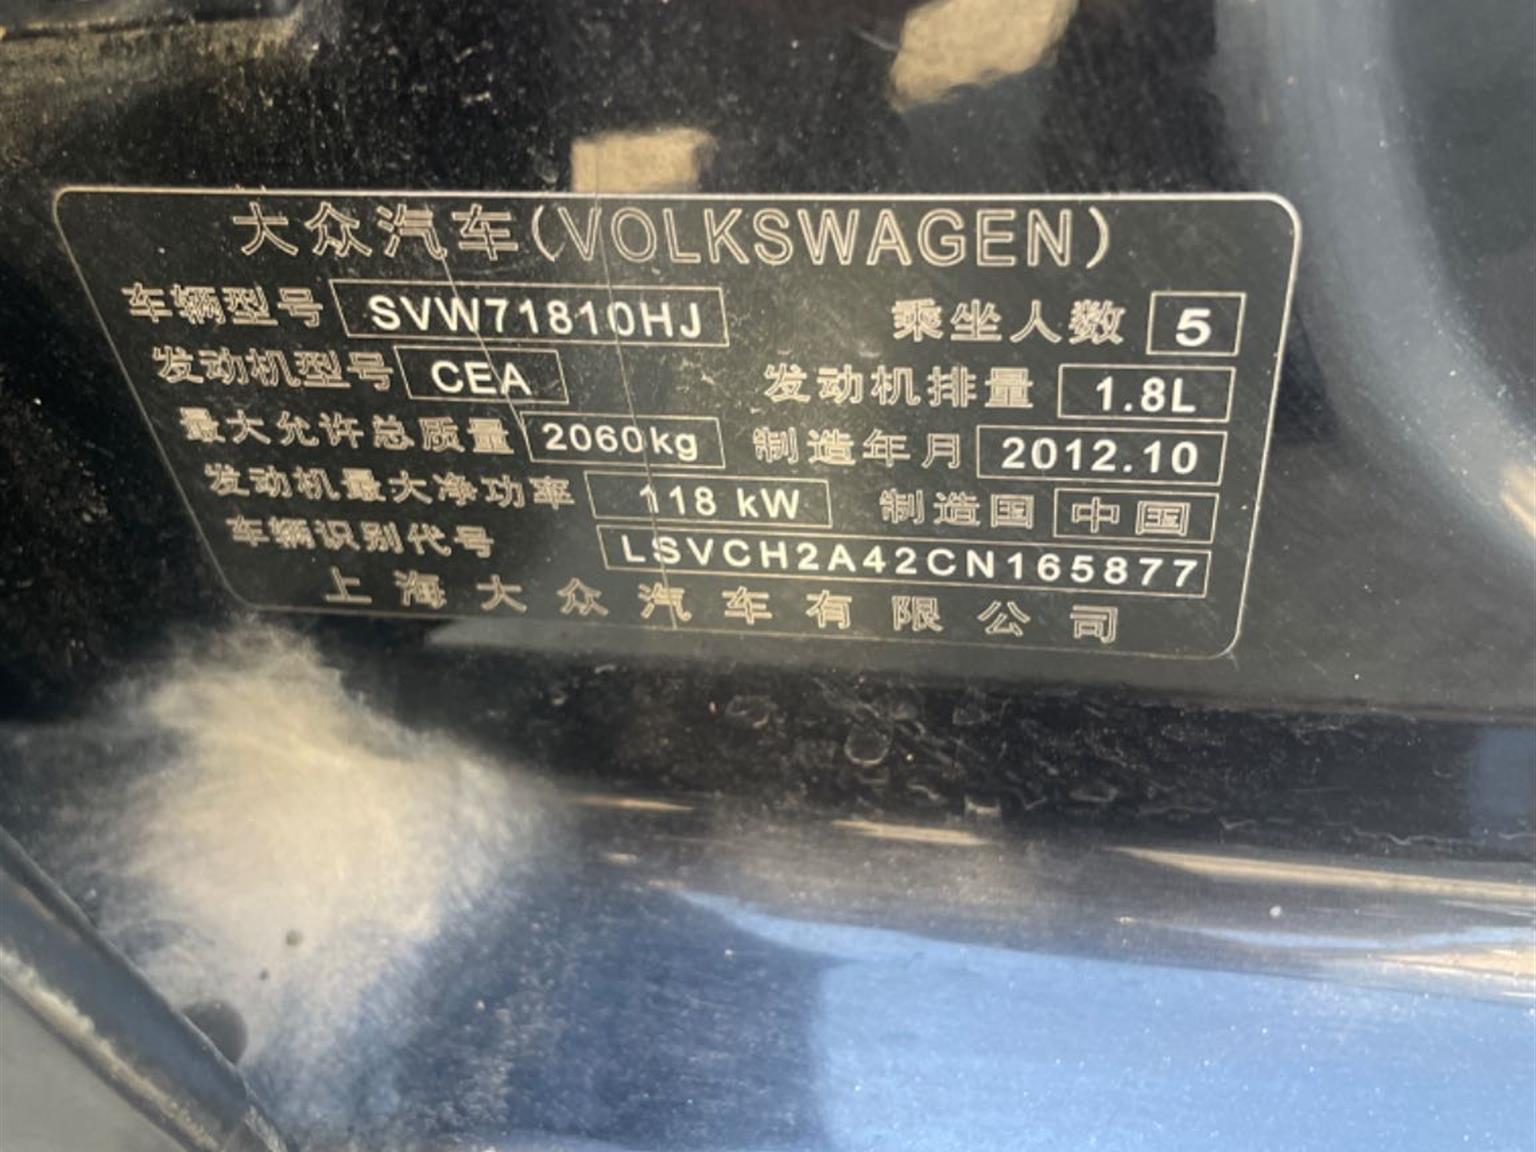 大众汽车(VOLKSWAGEN)
车辆型号 SVW71810HJ 乘坐人数 5
发动机型号 CEA 发动机排量 1.8L
最大允许总质量 2060kg 制造年月 2012.10
发动机最大净功率 118 kW 制造国 中国
车辆识别代号 LSVCH2A42CN165877
上海大众汽车有限公司